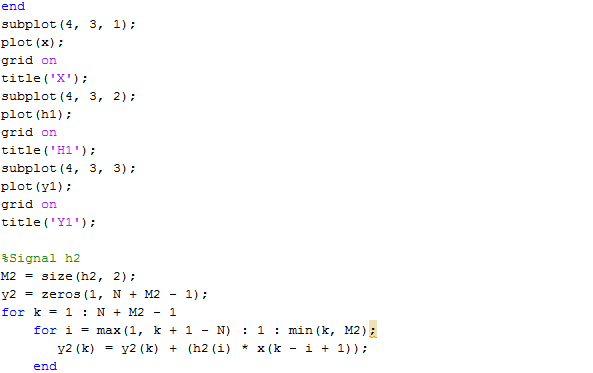 end
subplot(4, 3, 1);
plot(x);
grid on
title('X');
subplot(4, 3, 2);
plot(h1);
grid on
title('H1');
subplot(4, 3, 3);
plot(y1);
grid on
title('Y1');
%Signal h2
M2 = size(h2, 2);
y2 = zeros(1, N + M2 - 1);
for k = 1 : N + M2 - 1
for i = max(1, k + 1 - N) : 1 : min(k, M2);
y2(k) = y2(k) + (h2(i) * x(k - i + 1));
end